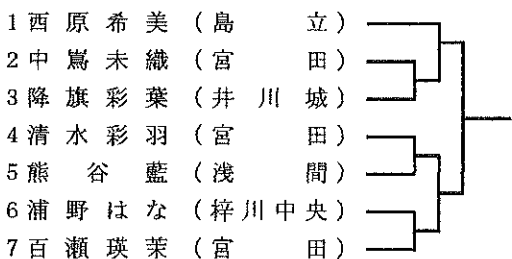 1 西原希美 (島立)
2 中嶌未織 (宮田)
3 降旗彩葉 (井川城)
4 清水彩羽 (宮田)
5 熊谷藍 (浅間)
6 浦野はな (梓川中央)
7 百瀬瑛茉 (宮田)